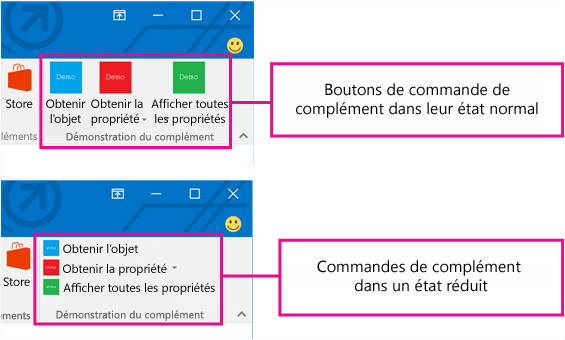 Demo
Demo
Demo
Store
Obtenir
l'objet
Obtenir la
propriété
Afficher toutes
les propriétés
léments
Démonstration du complément
Boutons de commande de
complément dans leur état normal
Obtenir l'objet
Obtenir la propriété
Afficher toutes les propriétés
Store
ements
Démonstration du complément
Commandes de complément
dans un état réduit